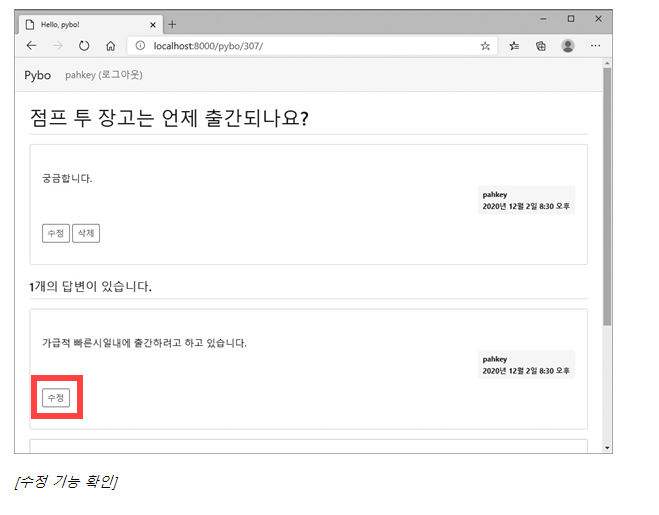 Hello, pybo!
localhost:8000/pybo/307/
Pybo pahkey (로그아웃)
점프 투 장고는 언제 출간되나요?
궁금합니다.
pahkey
2020년 12월 2일 8:30 오후
수정 삭제
1개의 답변이 있습니다.
가급적 빠른시일내에 출간하려고 하고 있습니다.
pahkey
2020년 12월 2일 8:30 오후
수정
[수정 기능 확인]